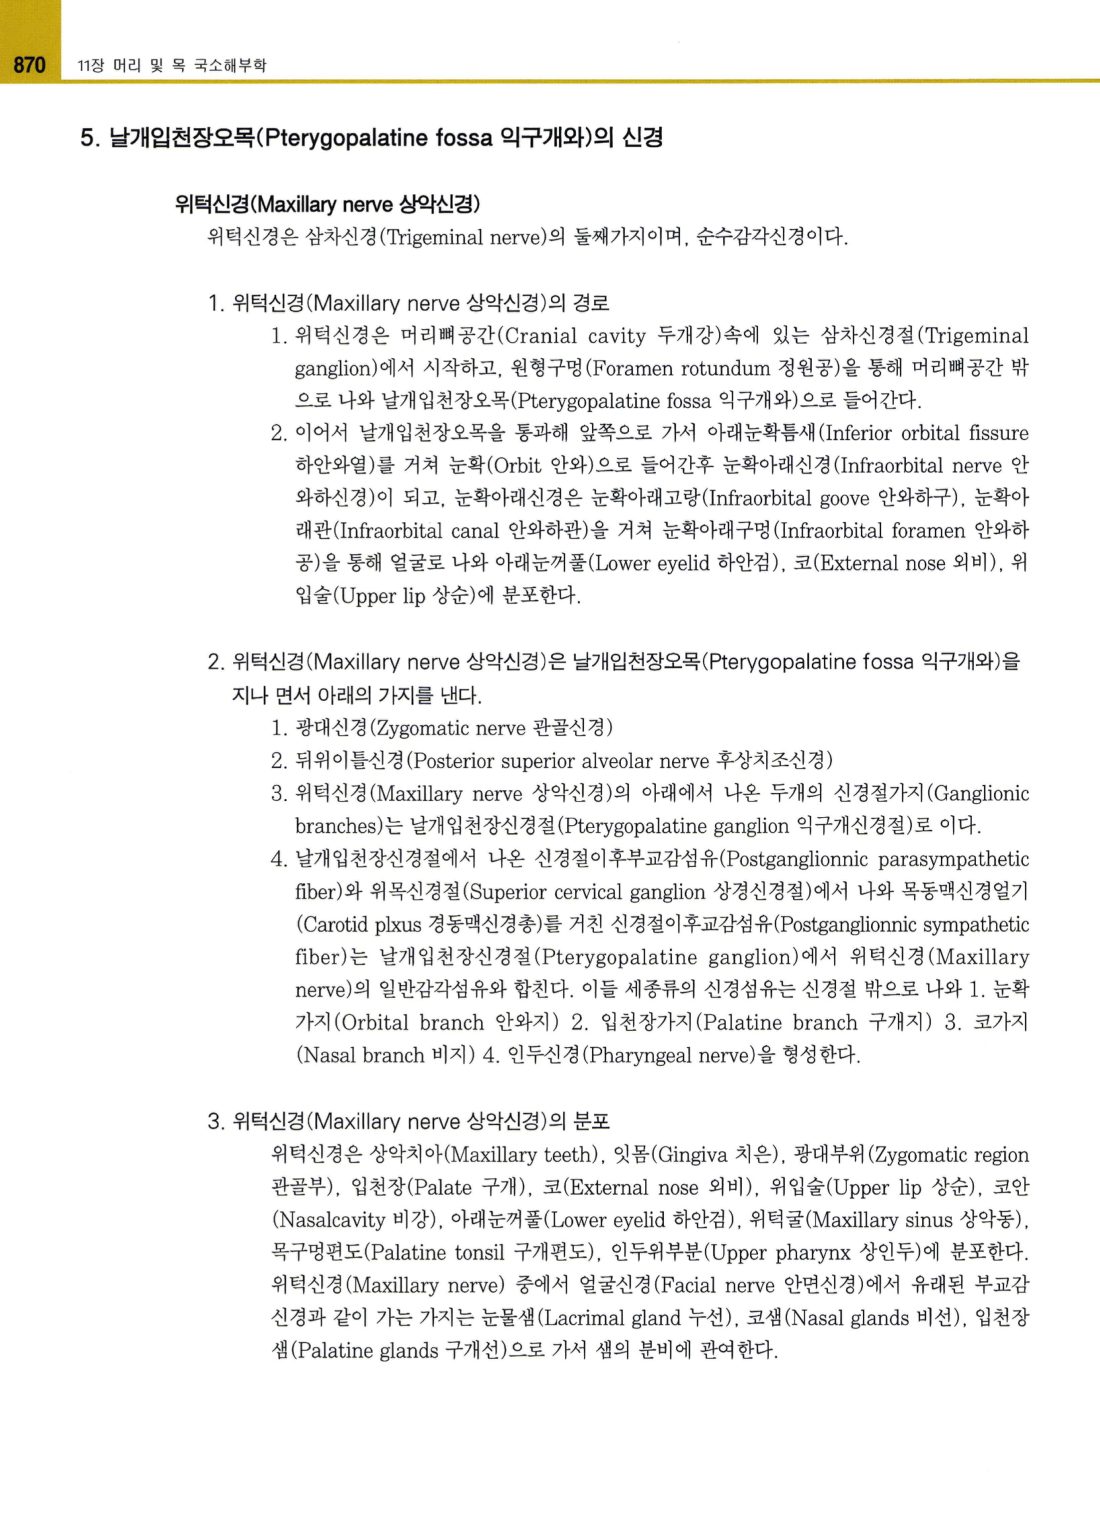 870 11장 머리 및 목 국소해부학
5. 날개입천장오목(Pterygopalatine fossa 익구개와)의 신경
위턱신경(Maxillary nerve 상악신경)
위턱신경은 삼차신경(Trigeminal nerve)의 둘째가지이며, 순수감각신경이다.
1. 위턱신경(Maxillary nerve 상악신경)의 경로
1. 위턱신경은 머리뼈공간(Cranial cavity 두개강)속에 있는 삼차신경절(Trigeminal
ganglion)에서 시작하고, 원형구멍(Foramen rotundum 정원공)을 통해 머리뼈공간 밖
으로 나와 날개입천장오목(Pterygopalatine fossa 익구개와)으로 들어간다.
2. 이어서 날개입천장오목을 통과해 앞쪽으로 가서 아래눈확틈새(Inferior orbital fissure
하안와열)를 거쳐 눈확(Orbit 안와)으로 들어간후 눈확아래신경(Infraorbital nerve 안
와하신경)이 되고, 눈확아래신경은 눈확아래고랑(Infraorbital goove 안와하구), 눈확아
래관(Infraorbital canal 안와하관)을 거쳐 눈확아래구멍(Infraorbital foramen 안와하
공)을 통해 얼굴로 나와 아래눈꺼풀(Lower eyelid 하안검), 코(External nose 외비), 위
입술(Upper lip 상순)에 분포한다.
2. 위턱신경(Maxillary nerve 상악신경)은 날개입천장오목(Pterygopalatine fossa 익구개와)을
지나 면서 아래의 가지를 낸다.
1. 광대신경(Zygomatic nerve 관골신경)
2. 뒤위이틀신경(Posterior superior alveolar nerve 후상치조신경)
3. 위턱신경(Maxillary nerve 상악신경)의 아래에서 나온 두개의 신경절가지(Ganglionic
branches)는 날개입천장신경절(Pterygopalatine ganglion 익구개신경절)로 이다.
4. 날개입천장신경절에서 나온 신경절이후부교감섬유(Postganglionnic parasympathetic
fiber)와 위목신경절(Superior cervical ganglion 상경신경절)에서 나와 목동맥신경얼기
(Carotid plxus 경동맥신경총)를 거친 신경절이후교감섬유(Postganglionnic sympathetic
fiber)는 날개입천장신경절(Pterygopalatine ganglion)에서 위턱신경(Maxillary
nerve)의 일반감각섬유와 합친다. 이들 세종류의 신경섬유는 신경절 밖으로 나와 1. 눈확
가지(Orbital branch 안와지) 2. 입천장가지(Palatine branch 구개지) 3. 코가지
(Nasal branch 비지) 4. 인두신경(Pharyngeal nerve)을 형성한다.
3. 위턱신경(Maxillary nerve 상악신경)의 분포
위턱신경은 상악치아(Maxillary teeth), 잇몸(Gingiva 치은), 광대부위(Zygomatic region
관골부), 입천장(Palate 구개), 코(External nose 외비), 위입술(Upper lip 상순), 코안
(Nasalcavity 비강), 아래눈꺼풀(Lower eyelid 하안검), 위턱굴(Maxillary sinus 상악동),
목구멍편도(Palatine tonsil 구개편도), 인두위부분(Upper pharynx 상인두)에 분포한다.
위턱신경(Maxillary nerve) 중에서 얼굴신경(Facial nerve 안면신경)에서 유래된 부교감
신경과 같이 가는 가지는 눈물샘(Lacrimal gland 누선), 코샘(Nasal glands 비선), 입천장
샘(Palatine glands 구개선)으로 가서 샘의 분비에 관여한다.